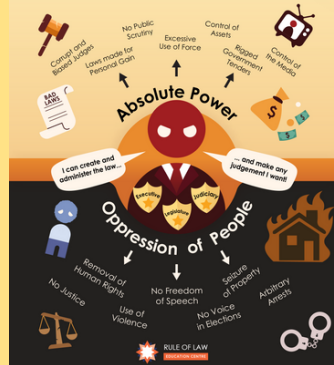 No Public
Scrutiny
Control of
Assets
Excessive
Use of Force
Corrupt and
Biased Judges
Laws made for
Personal Gain
Rigged
Government
Tenders
Control of
the Media
BAD
LAWS
Absolute Power
I can create and
administer the law...
... and make any
judgement I want!
Executive
Legislature
Judiciary
Oppression of People
No Justice
Removal of
Human Rights
Use of
Violence
No Freedom
of Speech
No Voice
in Elections
Seizure
of Property
Arbitrary
Arrests
RULE OF LAW
EDUCATION CENTRE